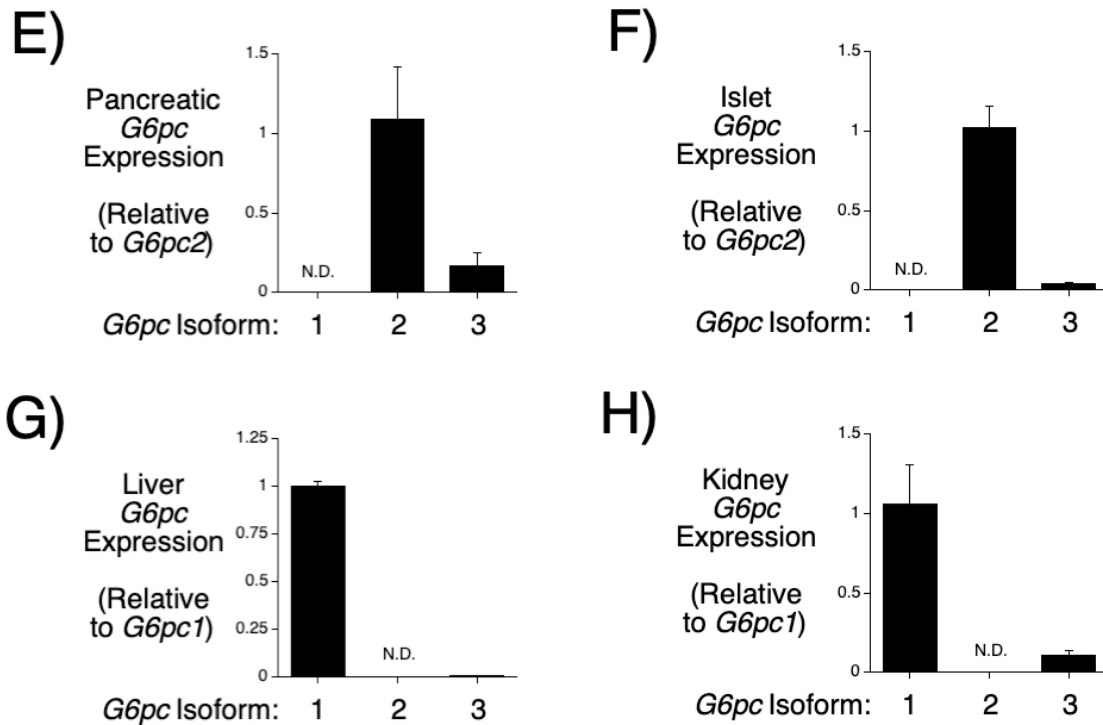 E)
Pancreatic
G6pc
Expression
(Relative
to G6pc2)
1.5
1
0.5
0
N.D.
G6pc Isoform: 1 2 3
F)
Islet
G6pc
Expression
(Relative
to G6pc2)
1.5
1
0.5
0
N.D.
G6pc Isoform: 1 2 3
G)
Liver
G6pc
Expression
(Relative
to G6pc1)
1.25
1
0.75
0.5
0.25
0
N.D.
G6pc Isoform: 1 2 3
H)
Kidney
G6pc
Expression
(Relative
to G6pc1)
1.5
1
0.5
0
N.D.
G6pc Isoform: 1 2 3